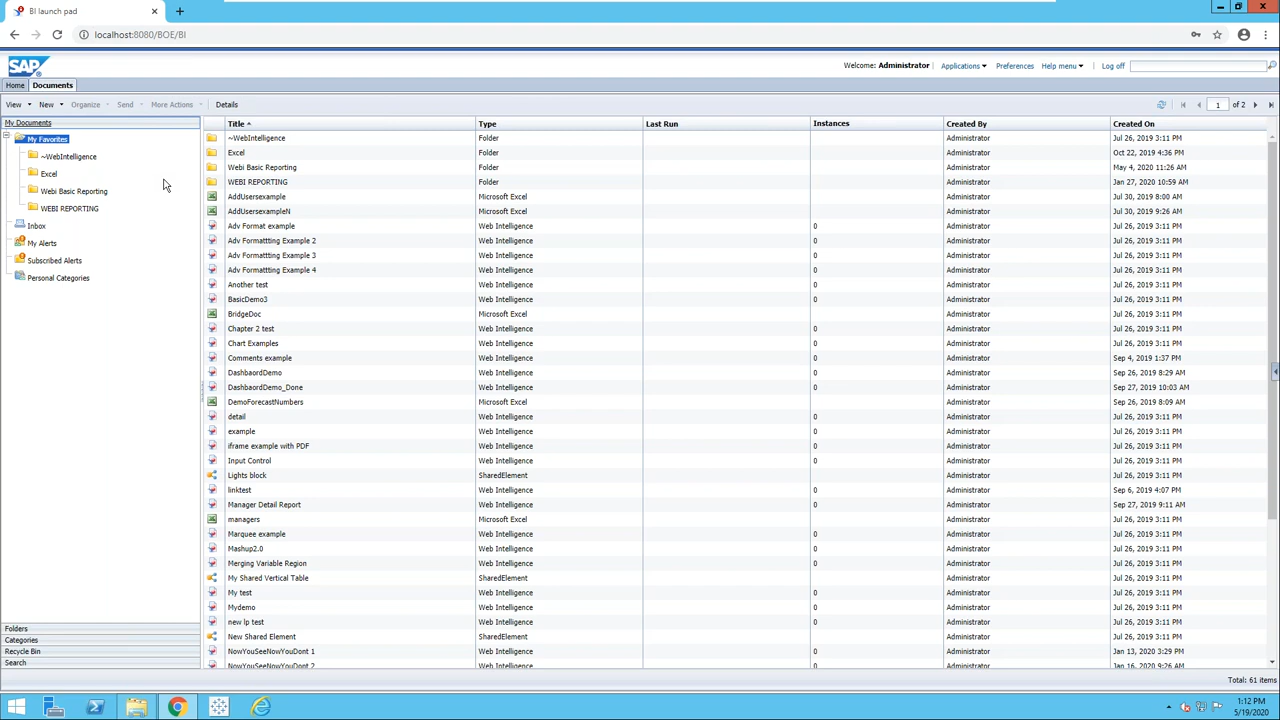 BI launch pad
localhost:8080/BOE/BI
SAP
Welcome: Administrator
Applications
Preferences
Help menu
Log off
Home
Documents
View
New
Organize
Send
More Actions
Details
1 of 2
My Documents
My Favorites
~WebIntelligence
Excel
Webi Basic Reporting
WEBI REPORTING
Inbox
My Alerts
Subscribed Alerts
Personal Categories
Folders
Categories
Recycle Bin
Search
Title Type Last Run Instances Created By Created On
~WebIntelligence Folder Administrator Jul 26, 2019 3:11 PM
Excel Folder Administrator Oct 22, 2019 4:36 PM
Webi Basic Reporting Folder Administrator May 4, 2020 11:26 AM
WEBI REPORTING Folder Administrator Jan 27, 2020 10:59 AM
AddUsersexample Microsoft Excel Administrator Jul 30, 2019 8:00 AM
AddUsersexampleN Microsoft Excel Administrator Jul 30, 2019 9:26 AM
Adv Format example Web Intelligence 0 Administrator Jul 26, 2019 3:11 PM
Adv Formattting Example 2 Web Intelligence 0 Administrator Jul 26, 2019 3:11 PM
Adv Formattting Example 3 Web Intelligence 0 Administrator Jul 26, 2019 3:11 PM
Adv Formattting Example 4 Web Intelligence 0 Administrator Jul 26, 2019 3:11 PM
Another test Web Intelligence 0 Administrator Jul 26, 2019 3:11 PM
BasicDemo3 Web Intelligence 0 Administrator Jul 26, 2019 3:11 PM
BridgeDoc Microsoft Excel Administrator Jul 26, 2019 3:11 PM
Chapter 2 test Web Intelligence 0 Administrator Jul 26, 2019 3:11 PM
Chart Examples Web Intelligence 0 Administrator Jul 26, 2019 3:11 PM
Comments example Web Intelligence 0 Administrator Sep 4, 2019 1:37 PM
DashbaordDemo Web Intelligence 0 Administrator Sep 26, 2019 8:29 AM
DashbaordDemo_Done Web Intelligence 0 Administrator Sep 27, 2019 10:03 AM
DemoForecastNumbers Microsoft Excel Administrator Sep 26, 2019 8:09 AM
detail Web Intelligence 0 Administrator Jul 26, 2019 3:11 PM
example Web Intelligence 0 Administrator Jul 26, 2019 3:11 PM
iframe example with PDF Web Intelligence 0 Administrator Jul 26, 2019 3:11 PM
Input Control Web Intelligence 0 Administrator Jul 26, 2019 3:11 PM
Lights block SharedElement Administrator Jul 26, 2019 3:11 PM
linktest Web Intelligence 0 Administrator Sep 6, 2019 4:07 PM
Manager Detail Report Web Intelligence 0 Administrator Sep 27, 2019 9:11 AM
managers Microsoft Excel Administrator Jul 26, 2019 3:11 PM
Marquee example Web Intelligence 0 Administrator Jul 26, 2019 3:11 PM
Mashup2.0 Web Intelligence 0 Administrator Jul 26, 2019 3:11 PM
Merging Variable Region Web Intelligence 0 Administrator Jul 26, 2019 3:11 PM
My Shared Vertical Table SharedElement Administrator Jul 26, 2019 3:11 PM
My test Web Intelligence 0 Administrator Jul 26, 2019 3:11 PM
Mydemo Web Intelligence 0 Administrator Jul 26, 2019 3:11 PM
new lp test Web Intelligence 0 Administrator Jul 26, 2019 3:11 PM
New Shared Element SharedElement Administrator Jul 26, 2019 3:11 PM
NowYouSeeNowYouDont 1 Web Intelligence 0 Administrator Jan 13, 2020 3:29 PM
NowYouSeeNowYouDont 2 Web Intelligence 0 Administrator Jan 16, 2020 9:26 AM
Total: 61 items
1:12 PM
5/19/2020